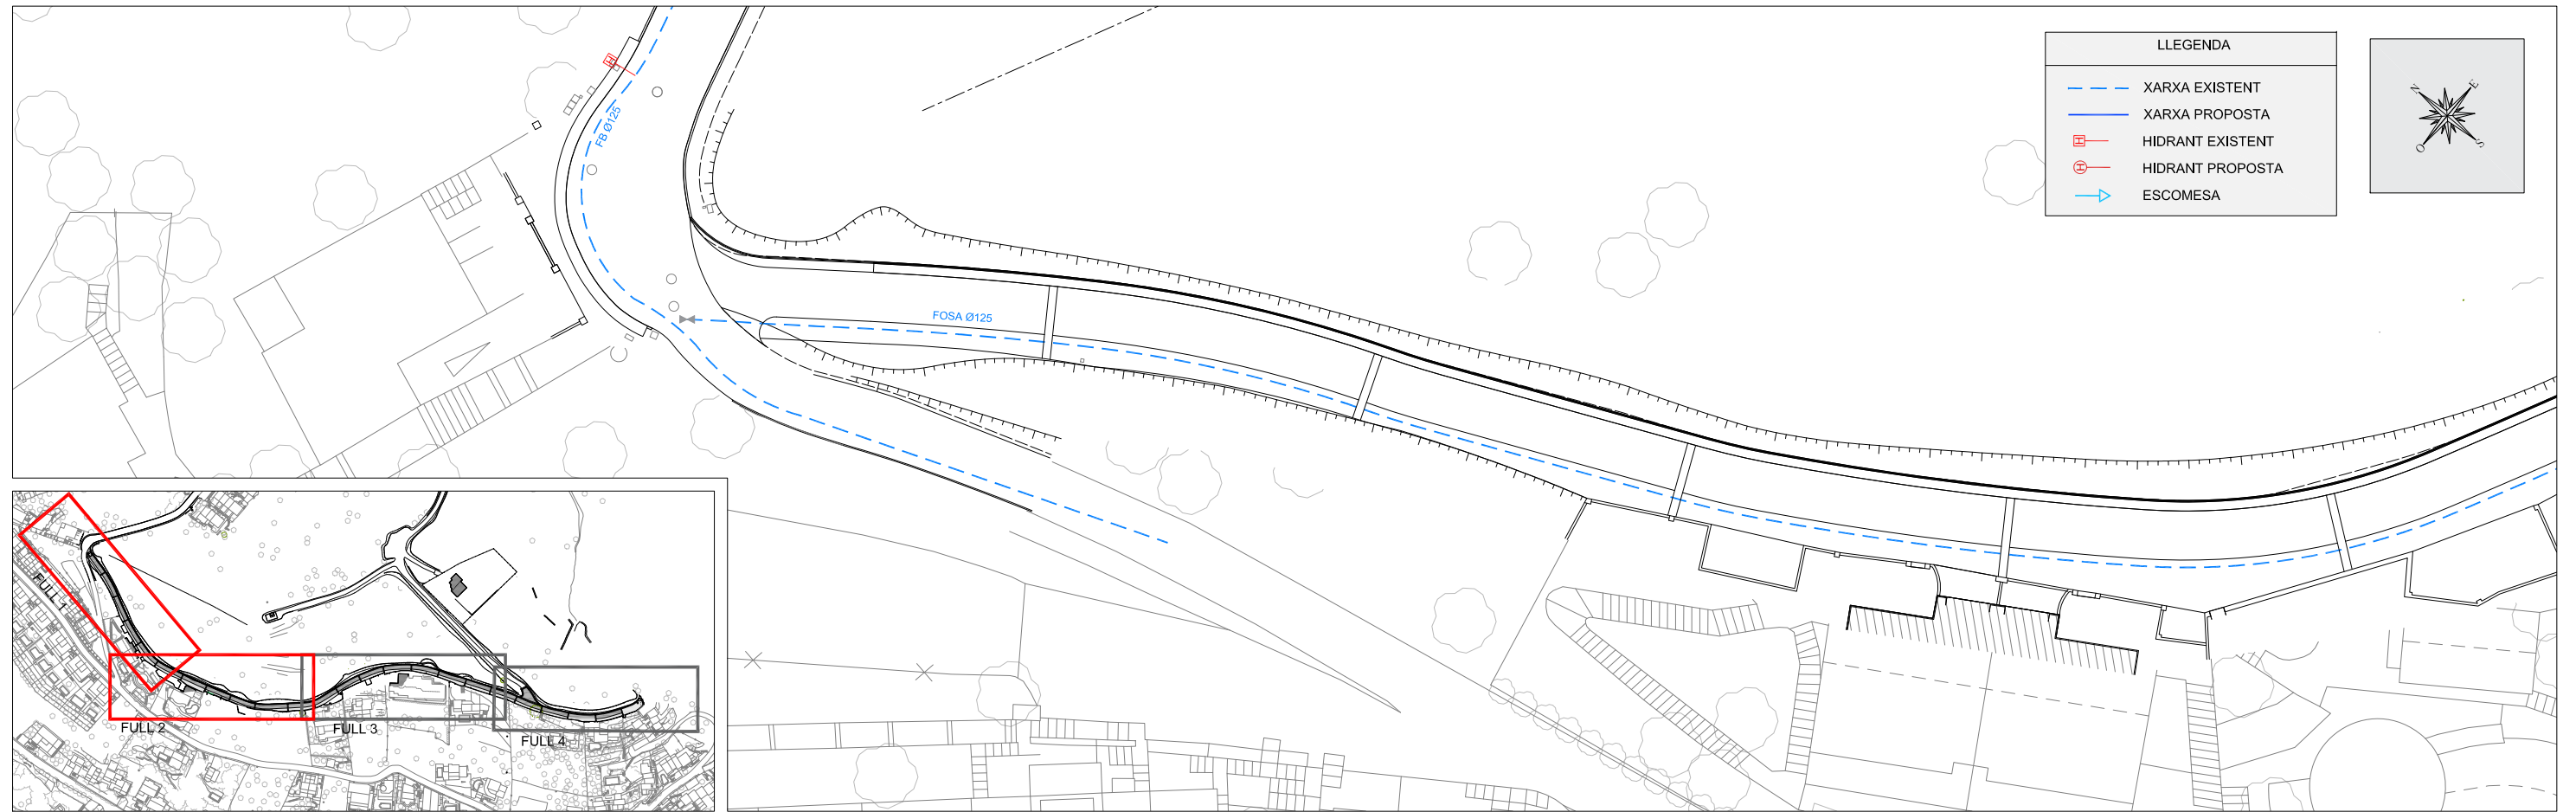 LLEGENDA
XARXA EXISTENT
XARXA PROPOSTA
H HIDRANT EXISTENT
H HIDRANT PROPOSTA
ESCOMESA
N
E
O
S
FB Ø125
H
FOSA Ø125
FULL 1
FULL 2
FULL 3
FULL 4